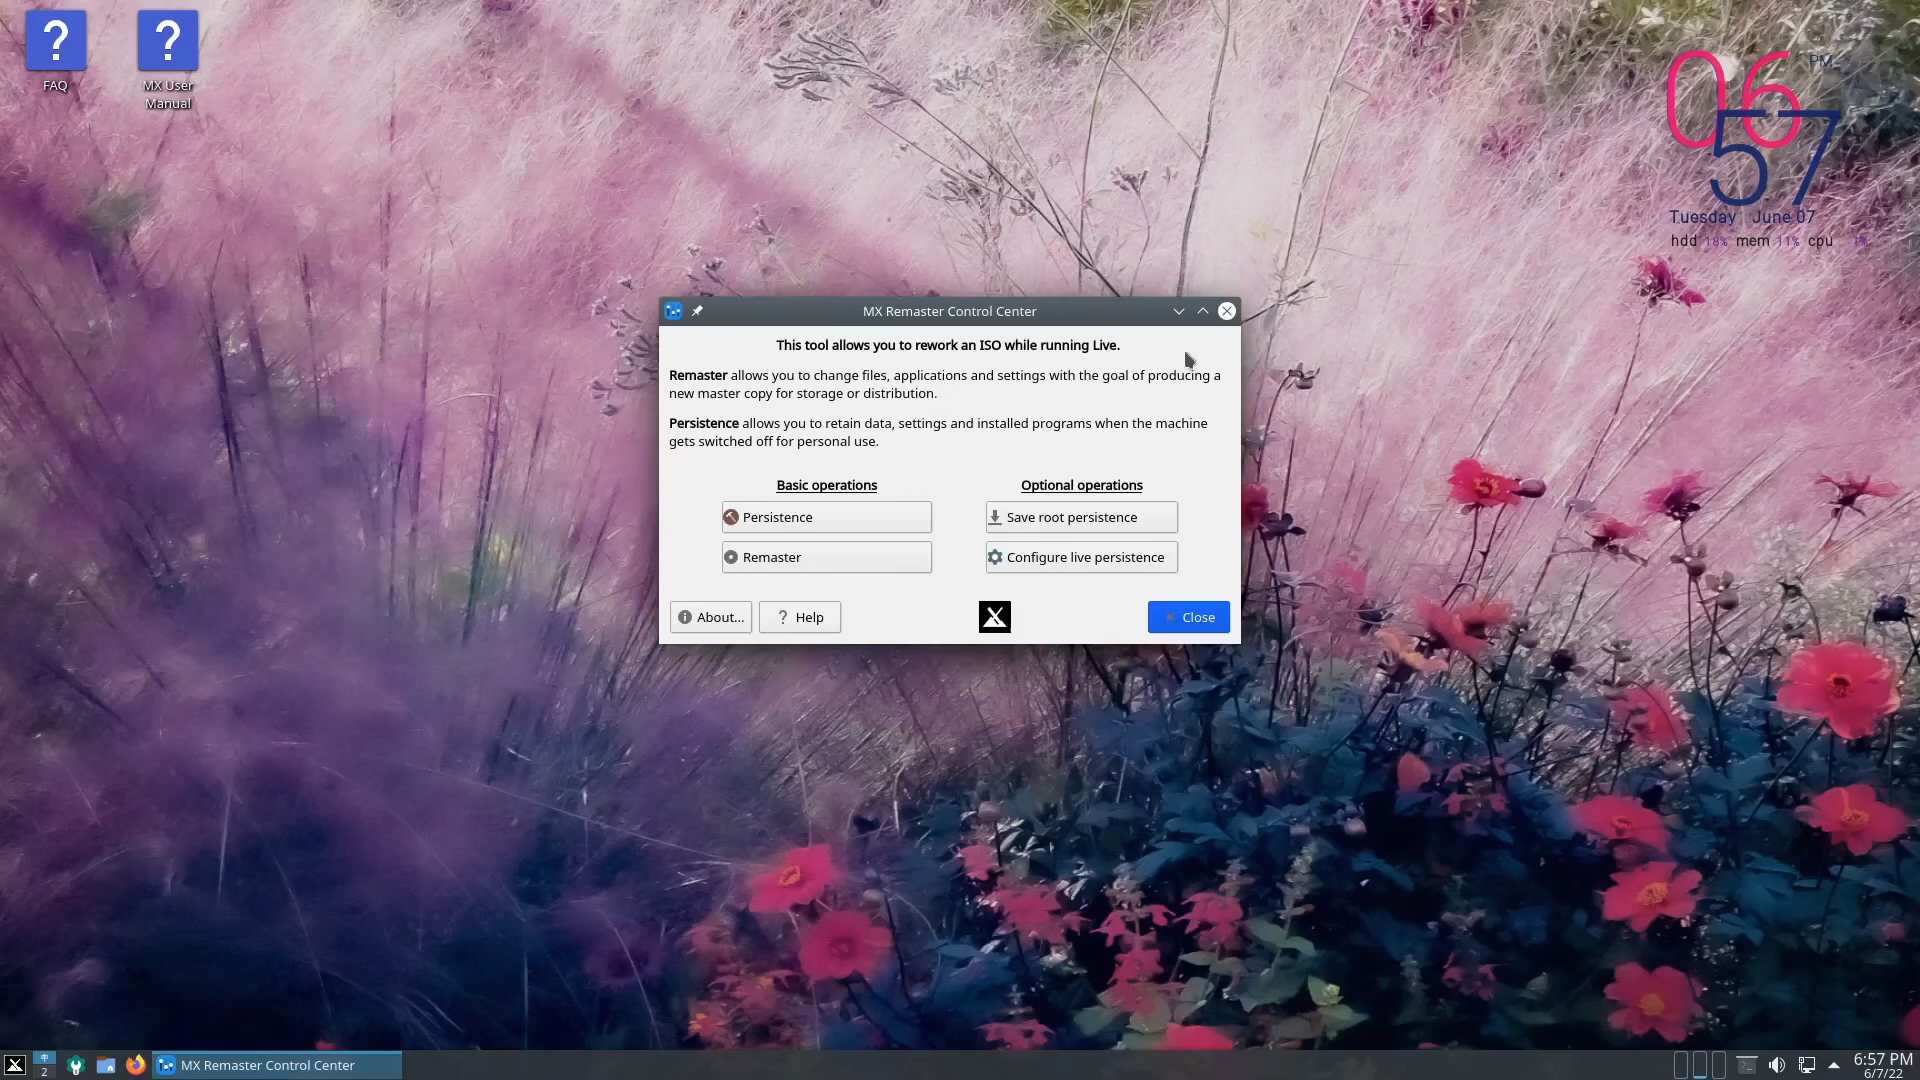 FAQ
MX User
Manual
06 PM
57
Tuesday June 07
hdd 18% mem 11% cpu 1%
MX Remaster Control Center
This tool allows you to rework an ISO while running Live.
Remaster allows you to change files, applications and settings with the goal of producing a
new master copy for storage or distribution.
Persistence allows you to retain data, settings and installed programs when the machine
gets switched off for personal use.
Basic operations
Optional operations
Persistence
Save root persistence
Remaster
Configure live persistence
About...
? Help
Close
2
MX Remaster Control Center
6:57 PM
6/7/22